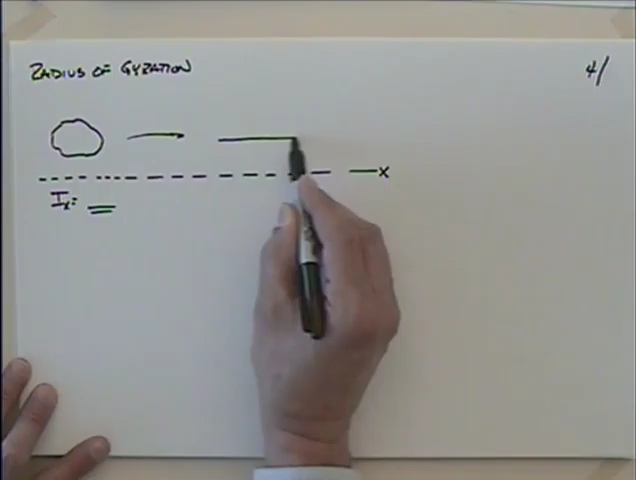 RADIUS OF GYRATION
4/
x
Ix =